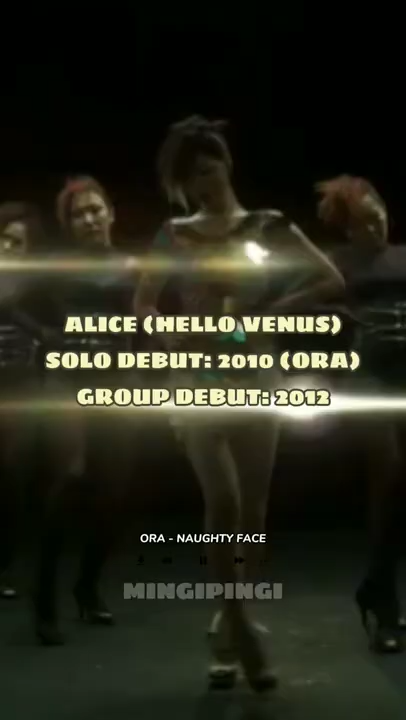 ALICE (HELLO VENUS)
SOLO DEBUT: 2010 (ORA)
GROUP DEBUT: 2012
ORA - NAUGHTY FACE
MINGIPINGI